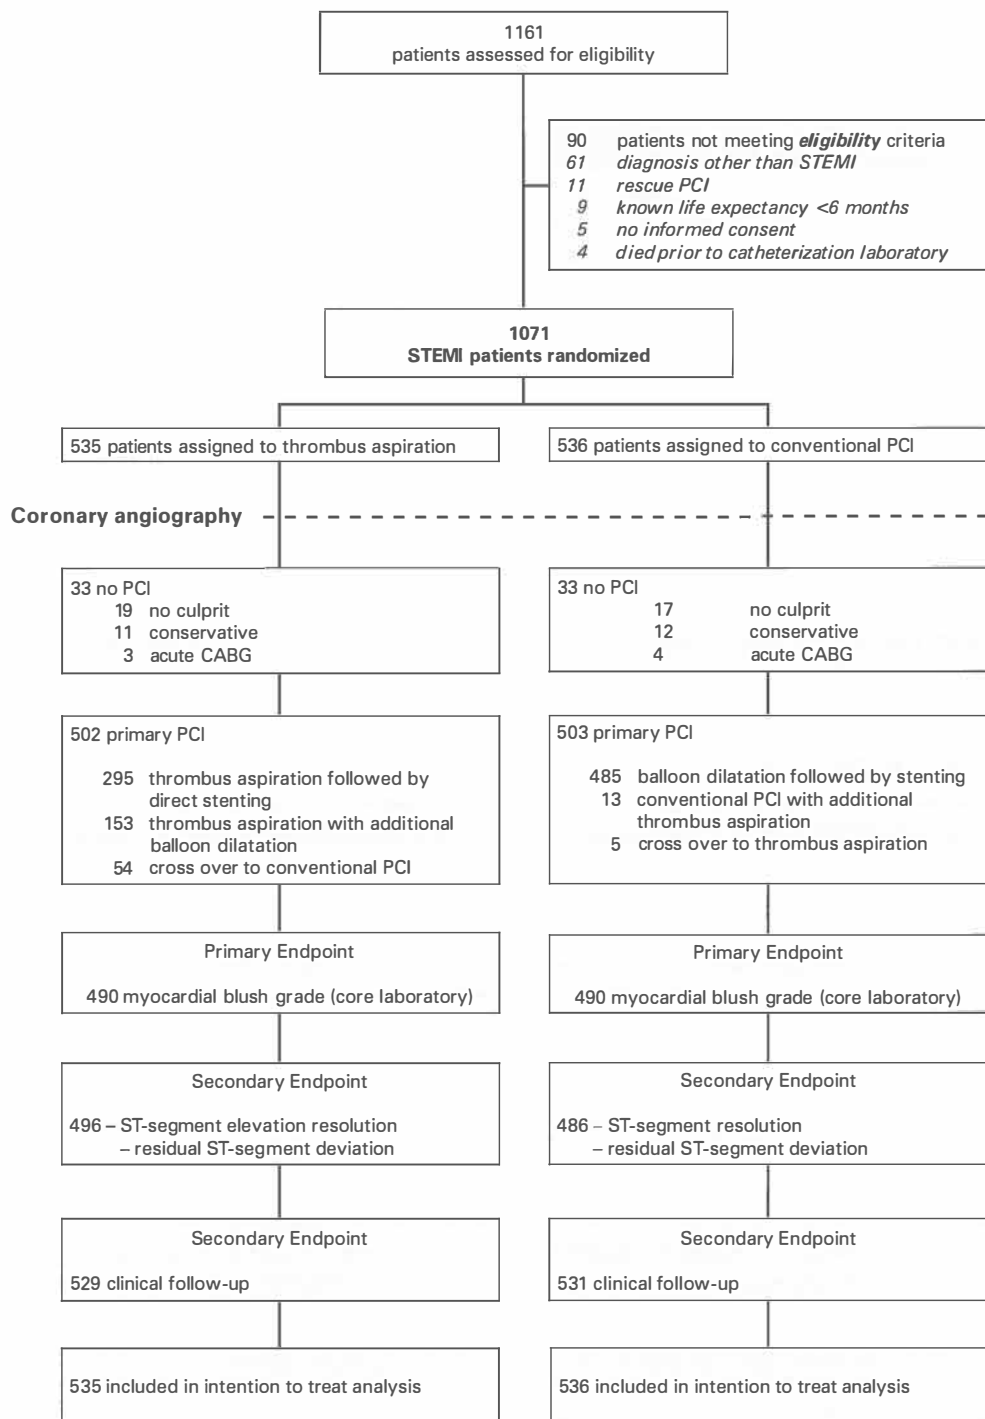 1161
patients assessed for eligibility
90 patients not meeting eligibility criteria
61 diagnosis other than STEMI
11 rescue PCI
9 known life expectancy <6 months
5 no informed consent
4 died prior to catheterization laboratory
1071
STEMI patients randomized
535 patients assigned to thrombus aspiration
536 patients assigned to conventional PCI
Coronary angiography
33 no PCI
19 no culprit
11 conservative
3 acute CABG
33 no PCI
17 no culprit
12 conservative
4 acute CABG
502 primary PCI
295 thrombus aspiration followed by
direct stenting
153 thrombus aspiration with additional
balloon dilatation
54 cross over to conventional PCI
503 primary PCI
485 balloon dilatation followed by stenting
13 conventional PCI with additional
thrombus aspiration
5 cross over to thrombus aspiration
Primary Endpoint
490 myocardial blush grade (core laboratory)
Primary Endpoint
490 myocardial blush grade (core laboratory)
Secondary Endpoint
496 – ST-segment elevation resolution
– residual ST-segment deviation
Secondary Endpoint
486 – ST-segment resolution
– residual ST-segment deviation
Secondary Endpoint
529 clinical follow-up
Secondary Endpoint
531 clinical follow-up
535 included in intention to treat analysis
536 included in intention to treat analysis